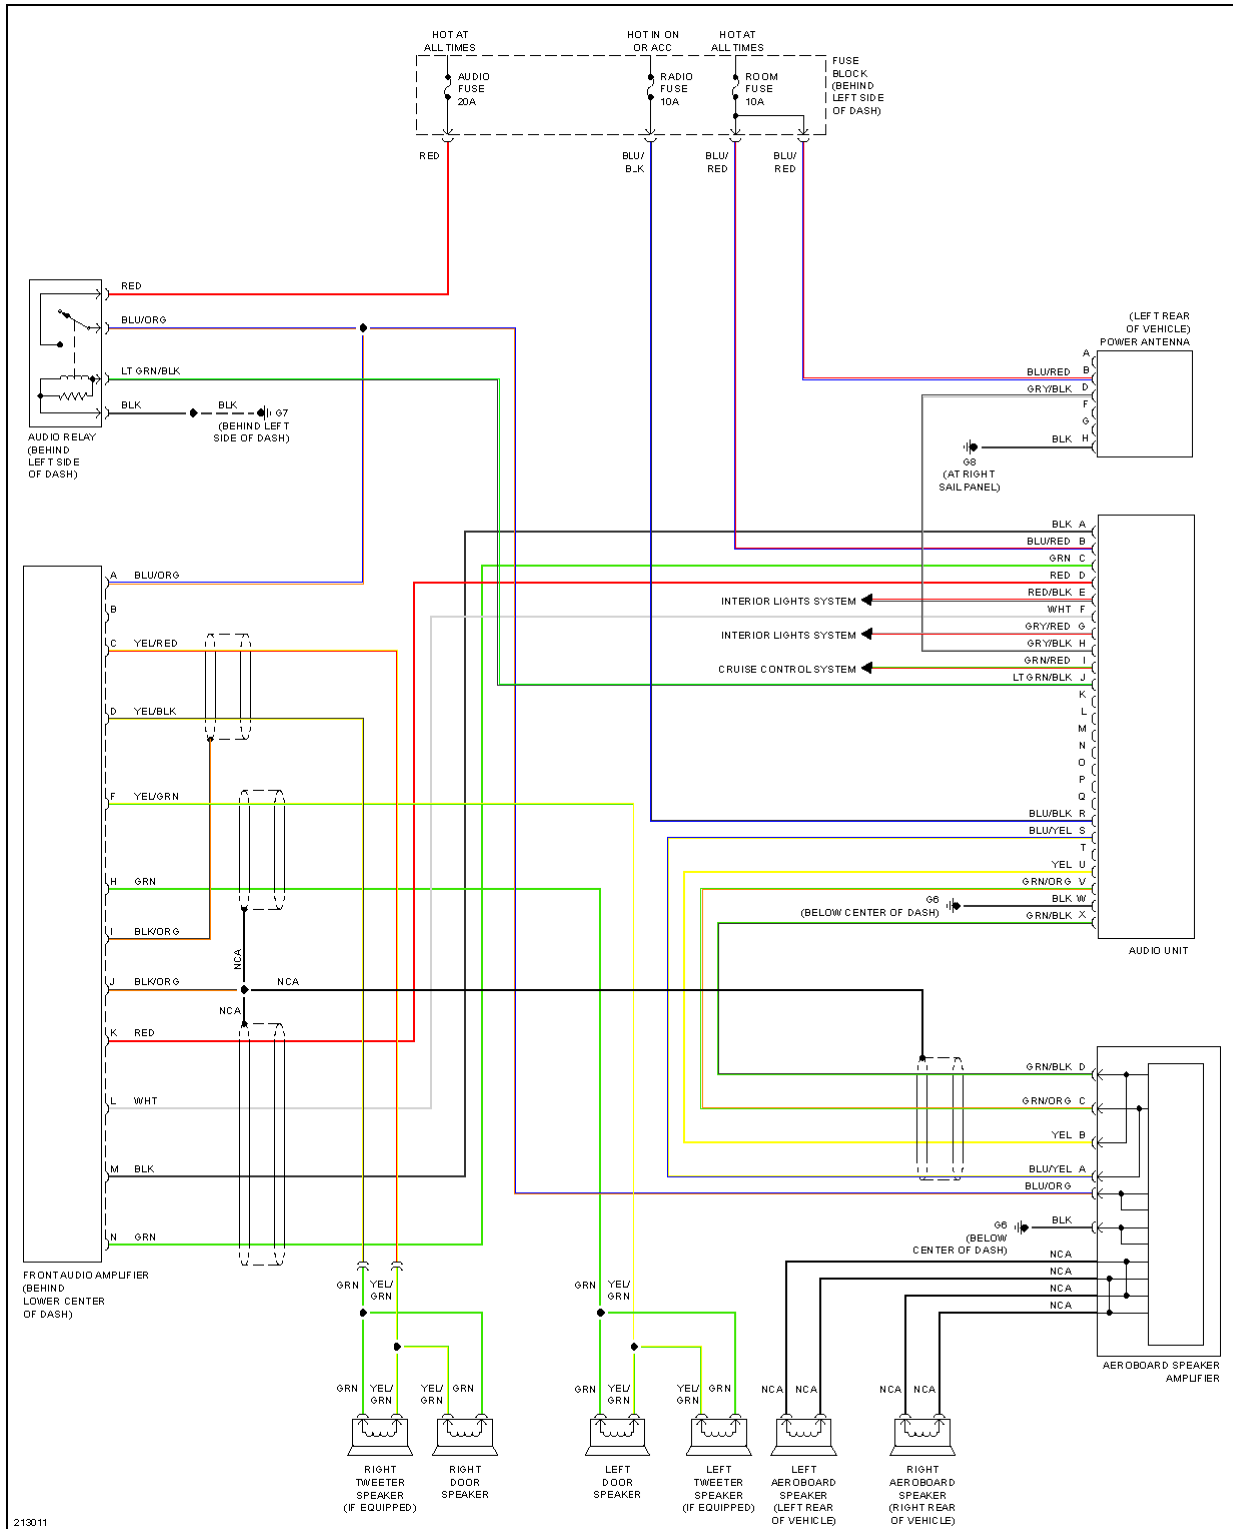 HOT AT
ALL TIMES
HOT IN ON
OR ACC
HOT AT
ALL TIMES
AUDIO
FUSE
20A
RADIO
FUSE
10A
ROOM
FUSE
10A
FUSE
BLOCK
(BEHIND
LEFT SIDE
OF DASH)
RED
BLU/
BLK
BLU/
RED
BLU/
RED
RED
BLU/ORG
LT GRN/BLK
BLK
BLK
G7
(BEHIND LEFT
SIDE OF DASH)
AUDIO RELAY
(BEHIND
LEFT SIDE
OF DASH)
(LEFT REAR
OF VEHICLE)
POWER ANTENNA
A
BLU/RED B
GRY/BLK D
F
G
BLK H
G8
(AT RIGHT
SAIL PANEL)
BLK A
BLU/RED B
GRN C
RED D
RED/BLK E
WHT F
GRY/RED G
GRY/BLK H
GRN/RED I
LT GRN/BLK J
K
L
M
N
O
P
Q
BLU/BLK R
BLU/YEL S
T
YEL U
GRN/ORG V
BLK W
GRN/BLK X
INTERIOR LIGHTS SYSTEM
INTERIOR LIGHTS SYSTEM
CRUISE CONTROL SYSTEM
G6
(BELOW CENTER OF DASH)
AUDIO UNIT
A BLU/ORG
B
C YEL/RED
D YEL/BLK
F YEL/GRN
H GRN
I BLK/ORG
J BLK/ORG
K RED
L WHT
M BLK
N GRN
NCA
NCA
NCA
FRONT AUDIO AMPLIFIER
(BEHIND
LOWER CENTER
OF DASH)
GRN/BLK D
GRN/ORG C
YEL B
BLU/YEL A
BLU/ORG
BLK
G6
(BELOW
CENTER OF DASH)
NCA
NCA
NCA
NCA
AEROBOARD SPEAKER
AMPLIFIER
GRN
YEL/
GRN
GRN
YEL/
GRN
GRN
YEL/
GRN
YEL/
GRN
GRN
GRN
YEL/
GRN
YEL/
GRN
GRN
NCA
NCA
NCA
NCA
RIGHT
TWEETER
SPEAKER
(IF EQUIPPED)
RIGHT
DOOR
SPEAKER
LEFT
DOOR
SPEAKER
LEFT
TWEETER
SPEAKER
(IF EQUIPPED)
LEFT
AEROBOARD
SPEAKER
(LEFT REAR
OF VEHICLE)
RIGHT
AEROBOARD
SPEAKER
(RIGHT REAR
OF VEHICLE)
213011